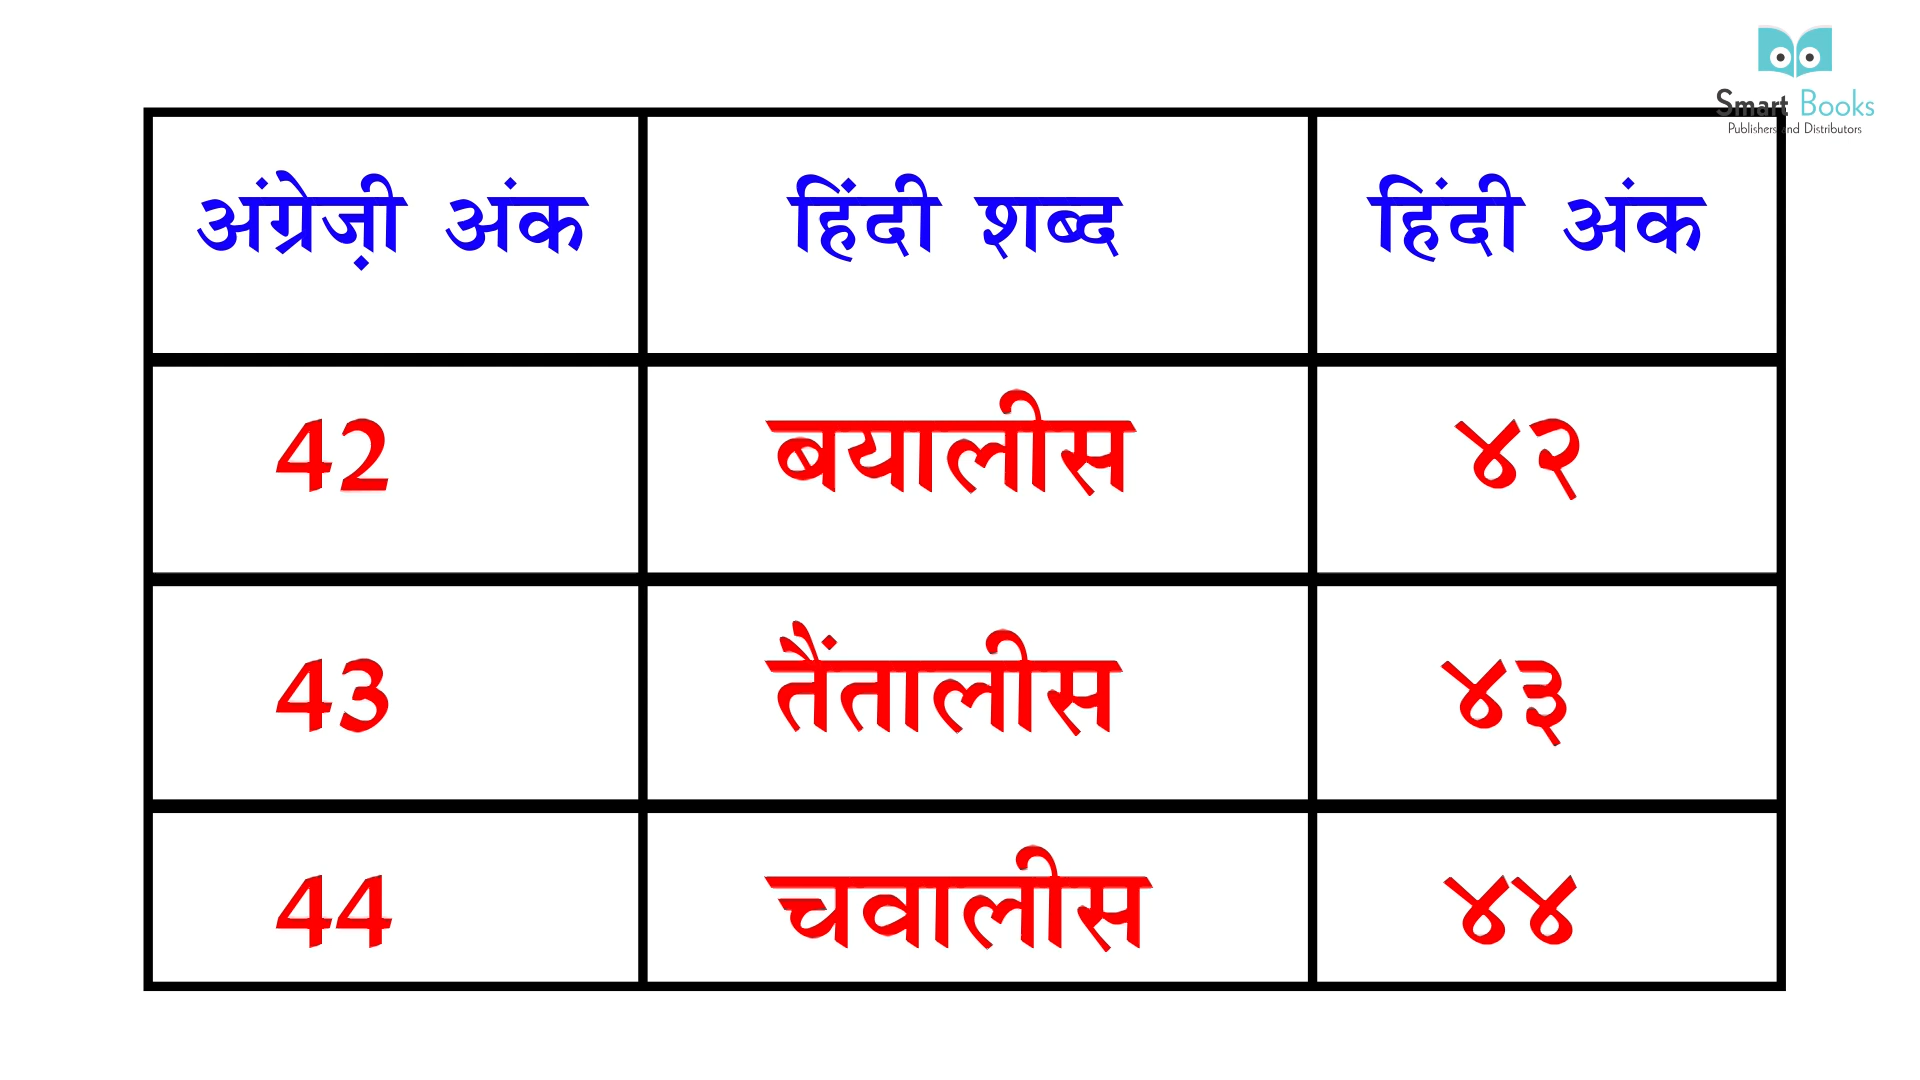 Smart Books
Publishers and Distributors
अंग्रेज़ी अंक हिंदी शब्द हिंदी अंक
42 बयालीस ४२
43 तैंतालीस ४३
44 चवालीस ४४